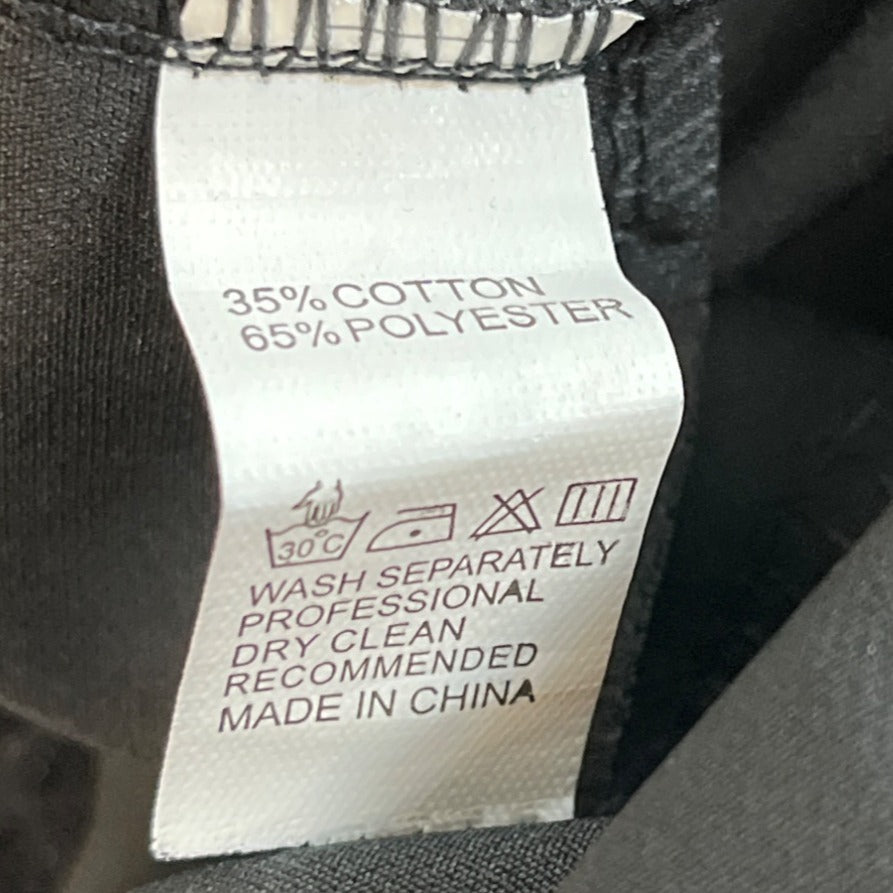 35% COTTON
65% POLYESTER
30°C
WASH SEPARATELY
PROFESSIONAL
DRY CLEAN
RECOMMENDED
MADE IN CHINA